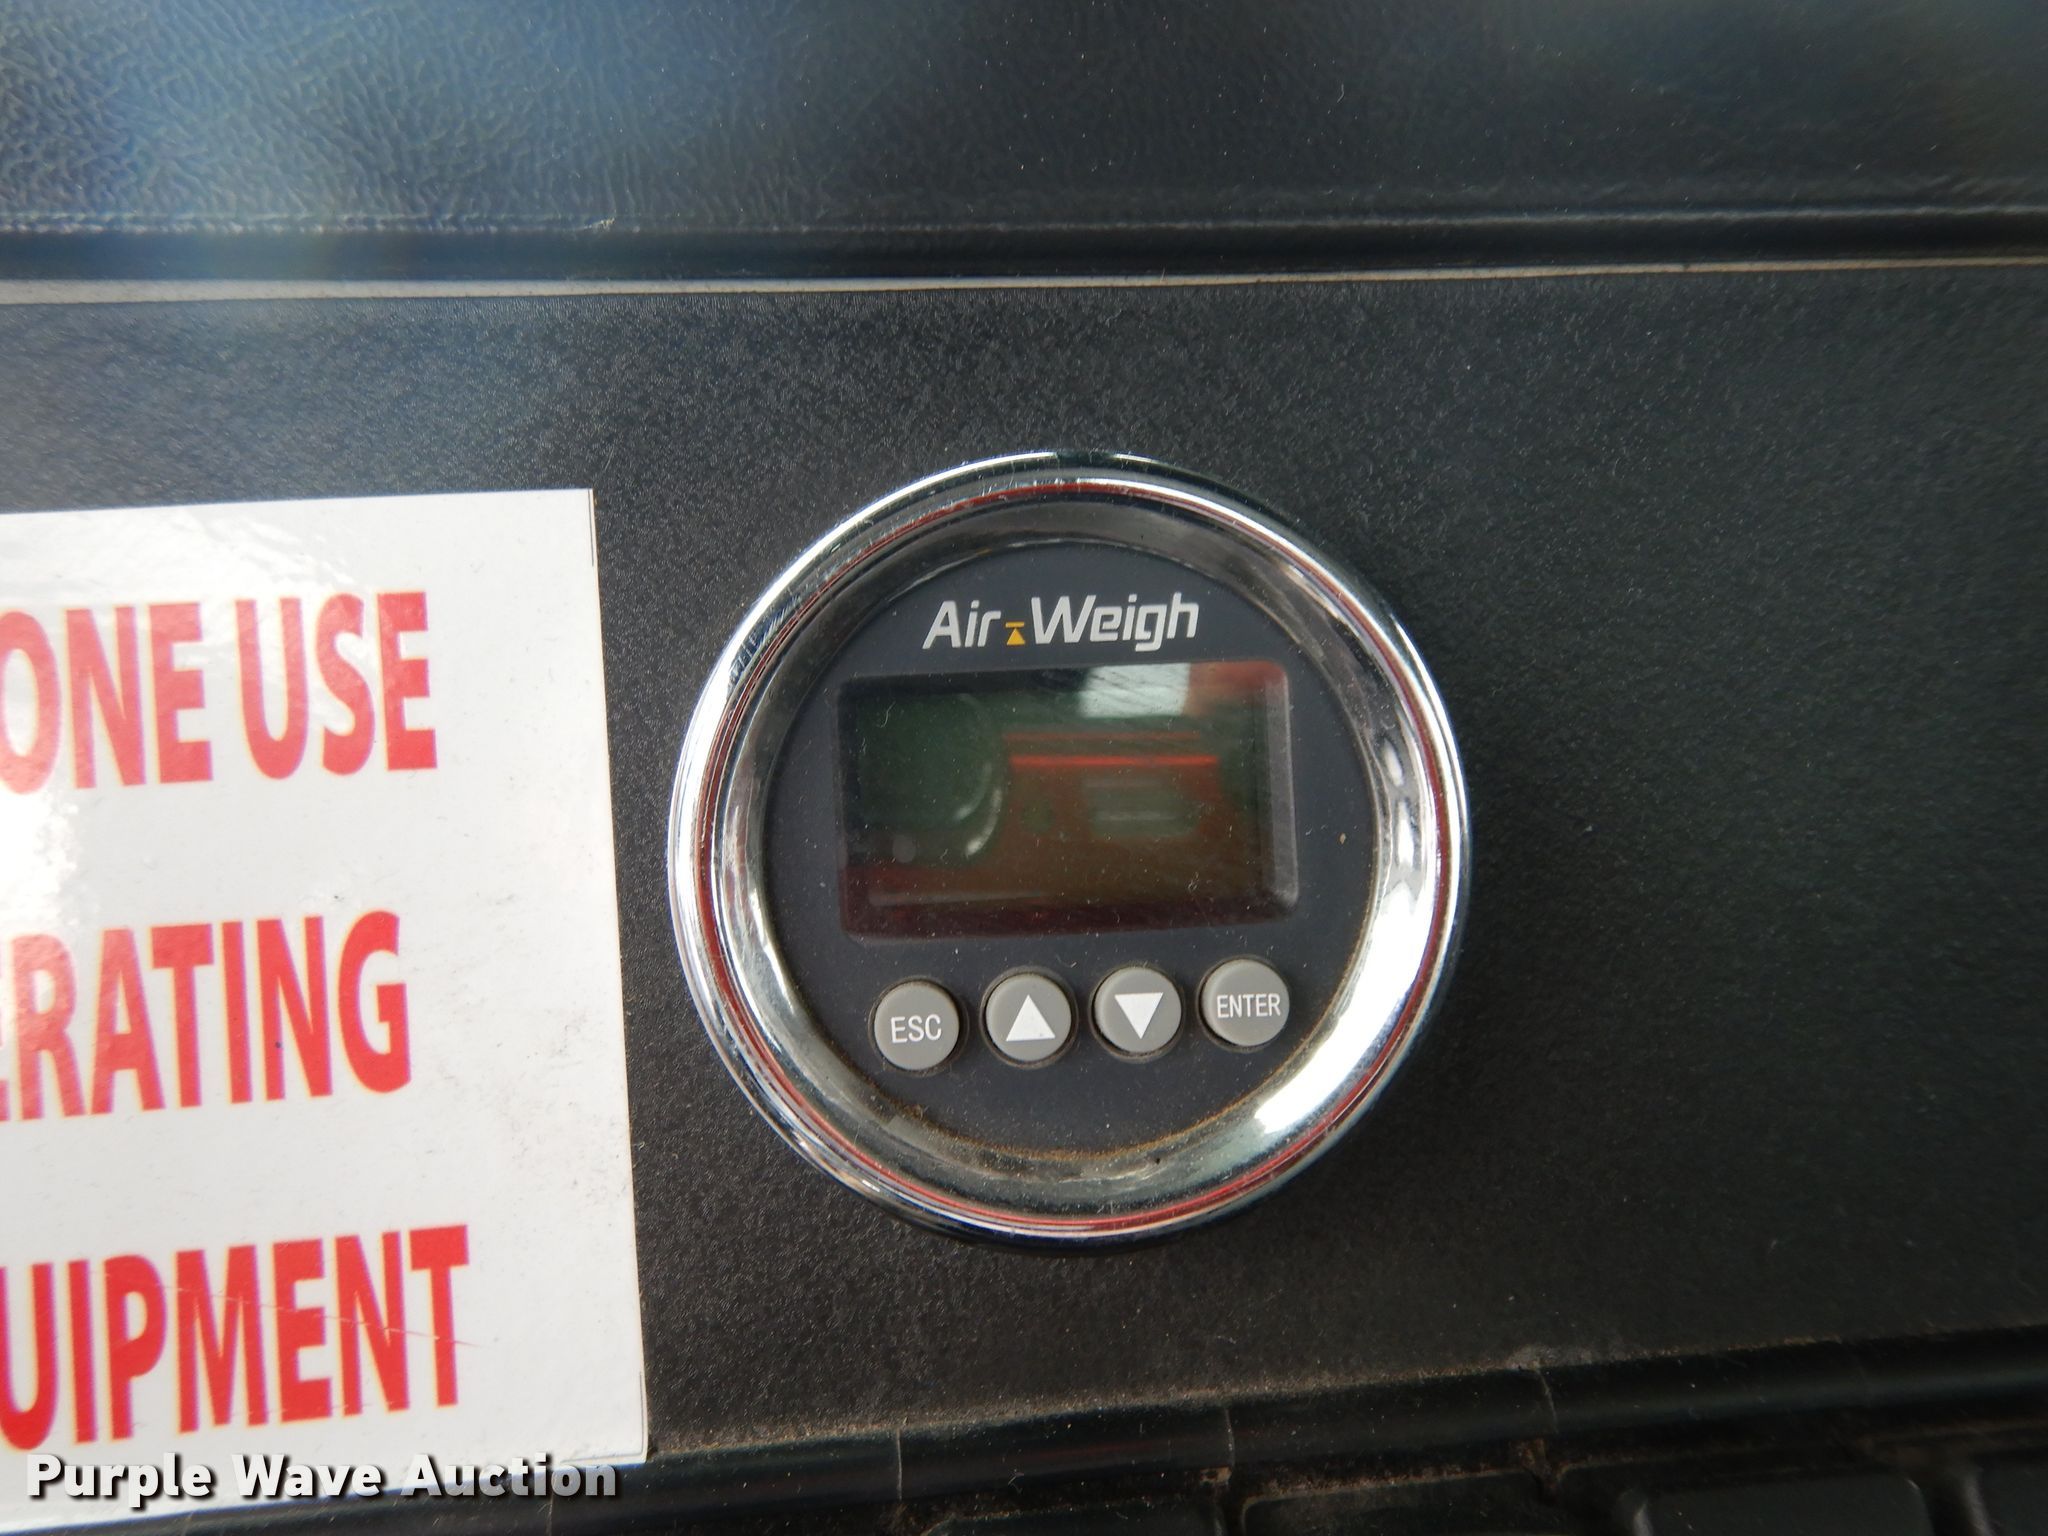 Air-Weigh
ONE USE
ERATING
UIPMENT
ESC
ENTER
Purple Wave Auction